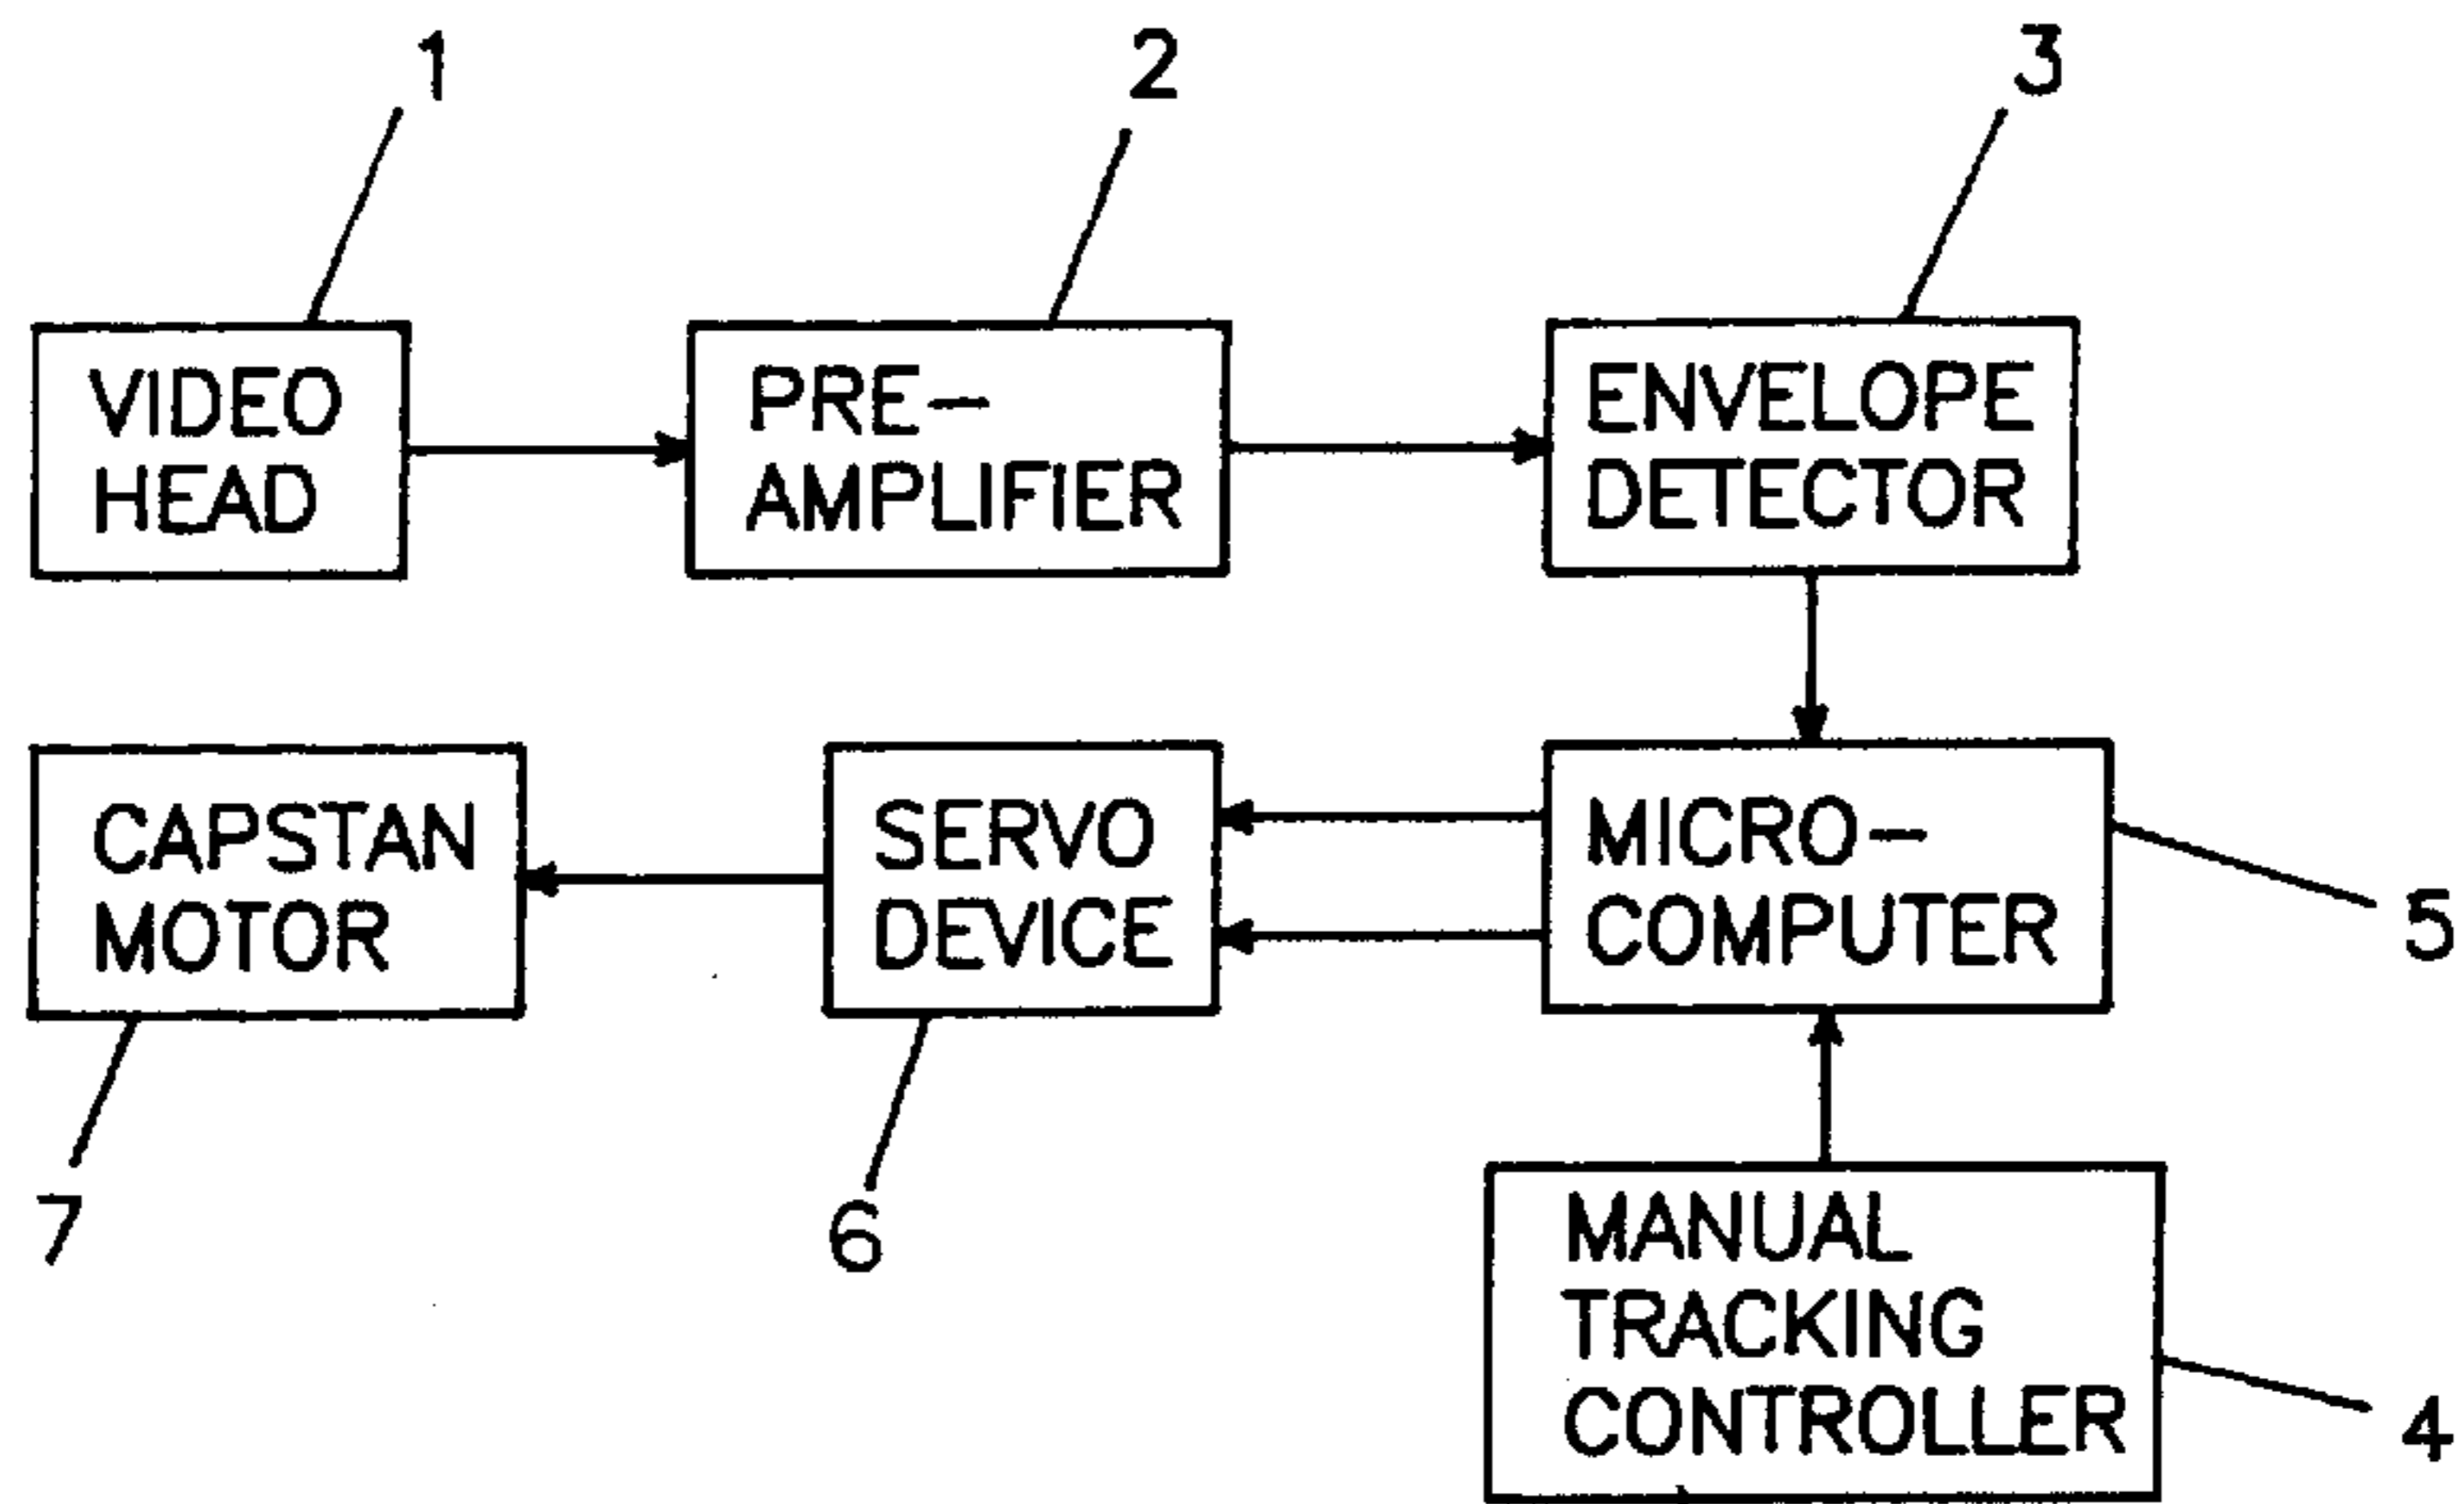 1
2
3
VIDEO
HEAD
PRE-
AMPLIFIER
ENVELOPE
DETECTOR
CAPSTAN
MOTOR
SERVO
DEVICE
MICRO-
COMPUTER
5
7
6
MANUAL
TRACKING
CONTROLLER
4